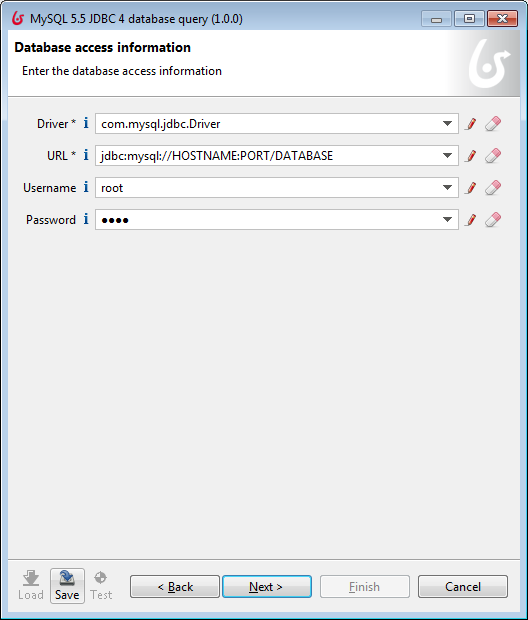 MySQL 5.5 JDBC 4 database query (1.0.0)
Database access information
Enter the database access information
Driver * i com.mysql.jdbc.Driver
URL * i jdbc:mysql://HOSTNAME:PORT/DATABASE
Username i root
Password i ●●●●
Load Save Test < Back Next > Finish Cancel